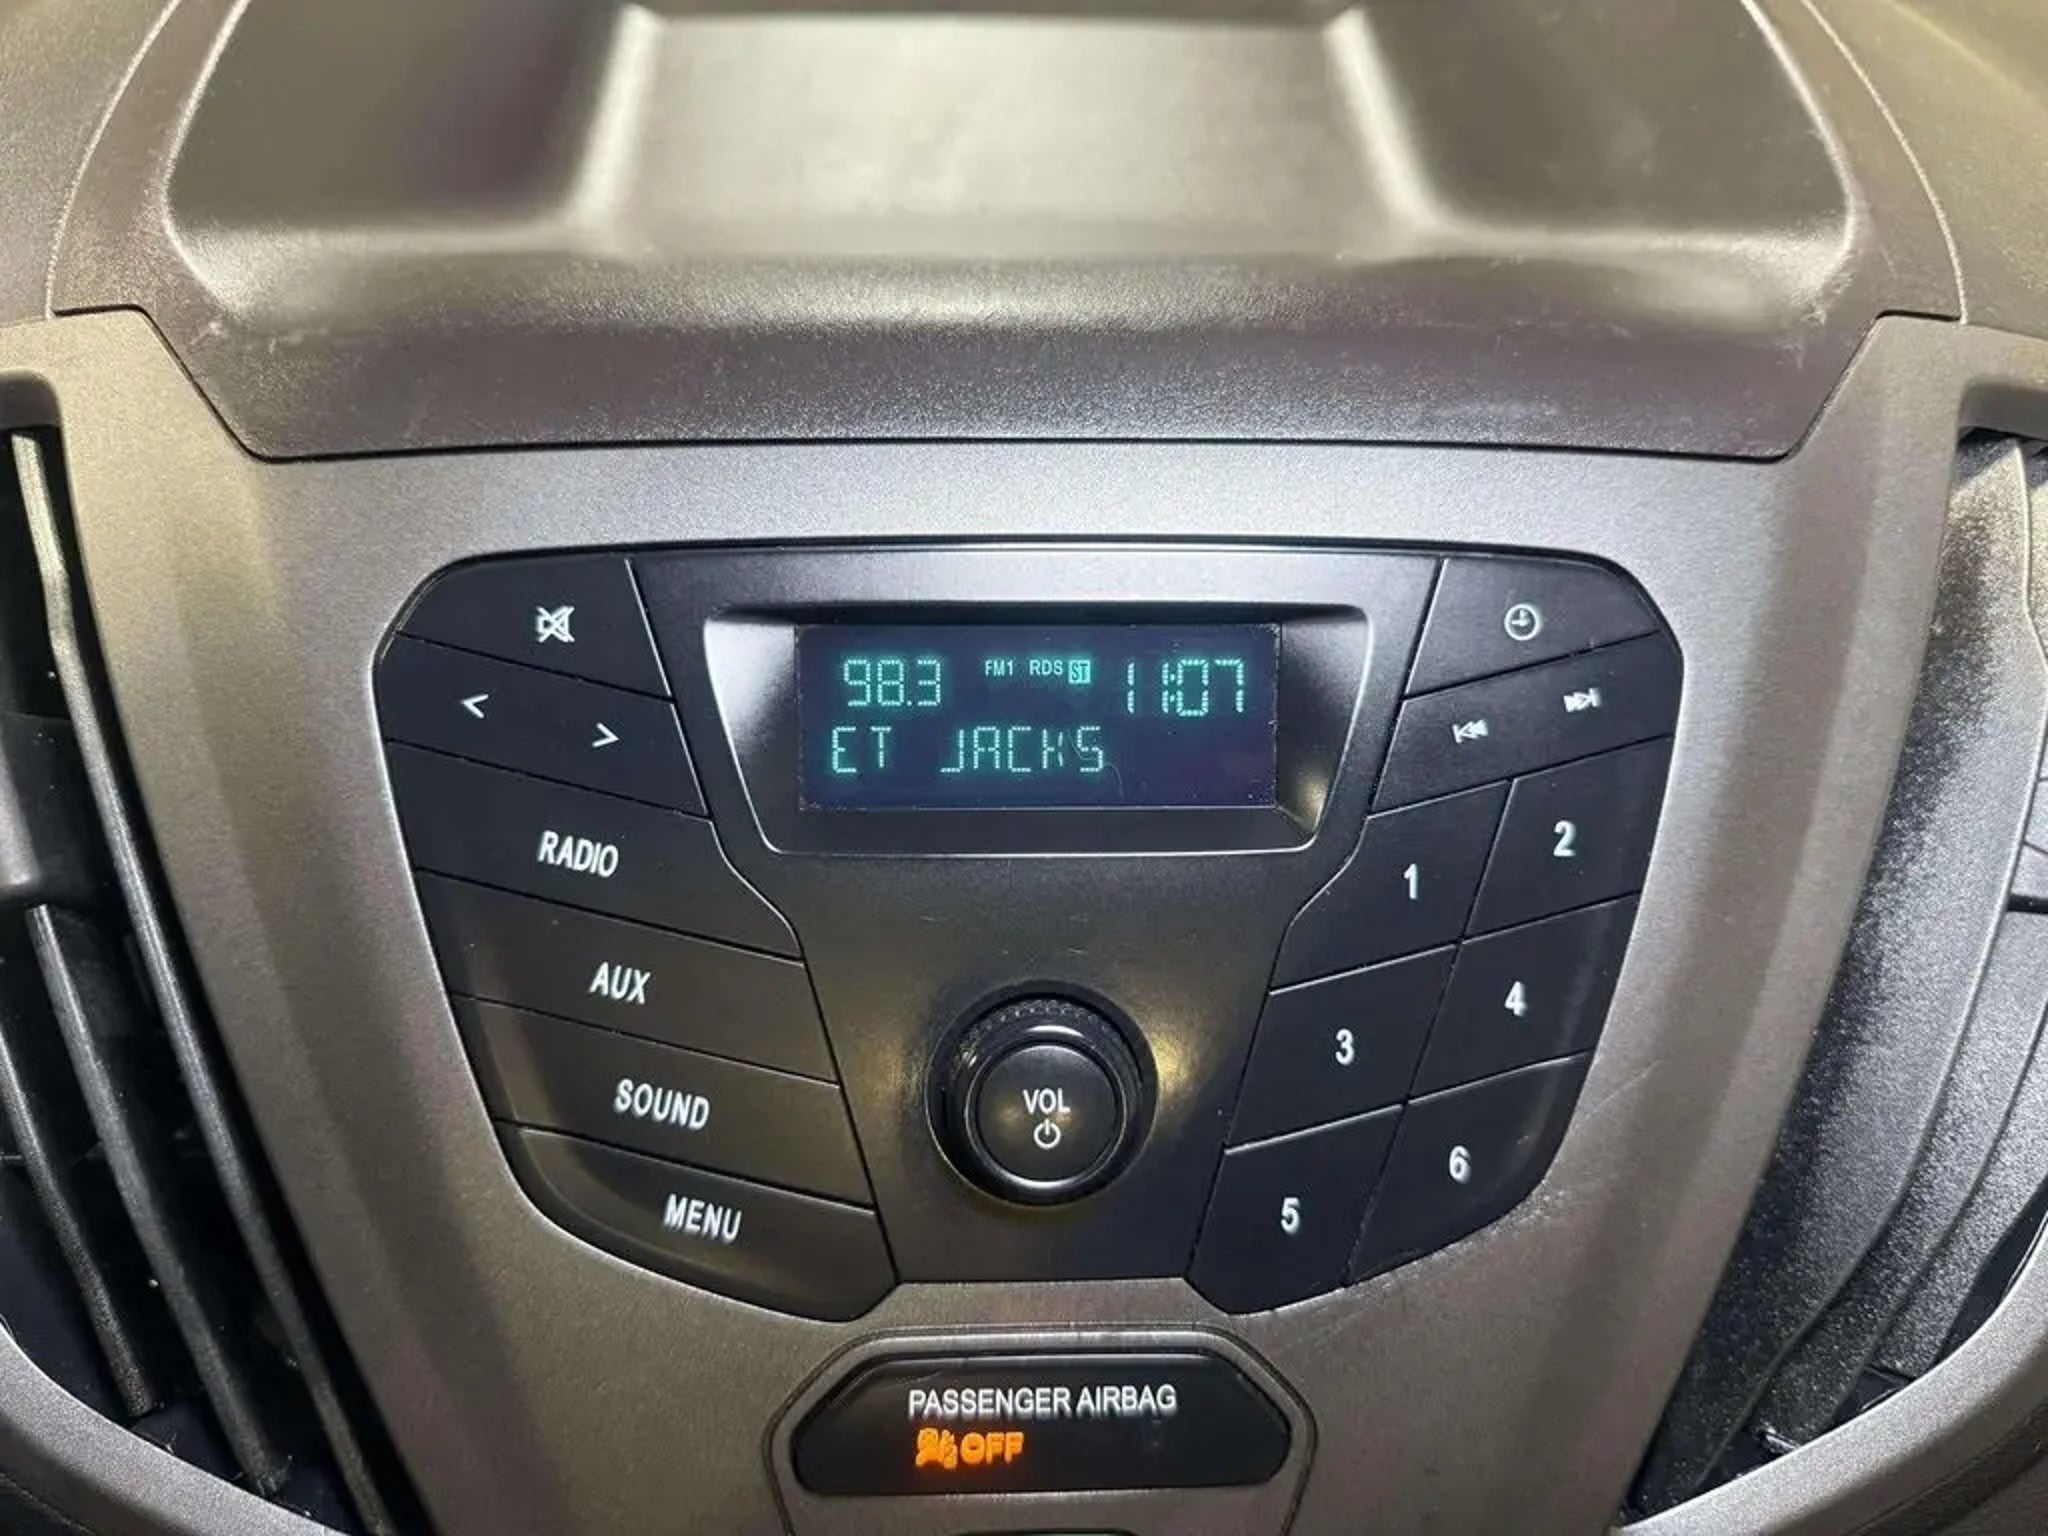 98.3 FM1 RDS ST 11:07
ET JACKS
RADIO
AUX
SOUND
MENU
VOL
1
2
3
4
5
6
PASSENGER AIRBAG
OFF